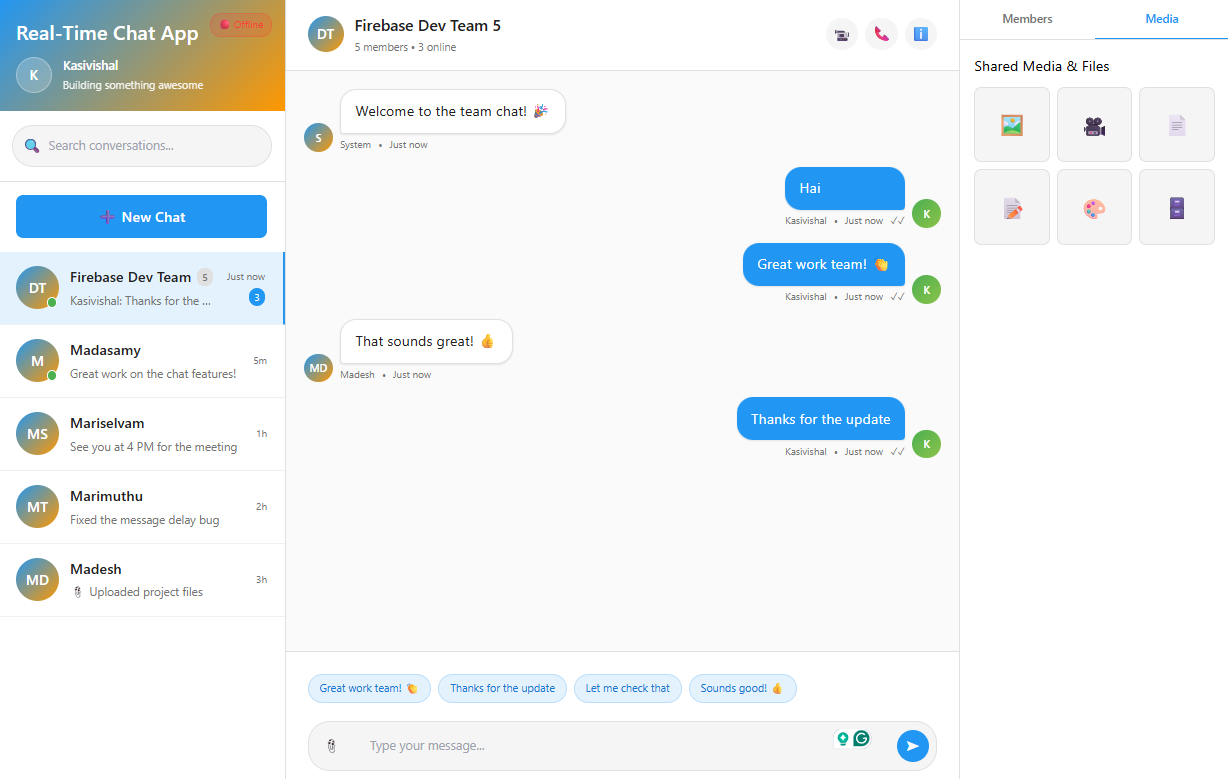 Real-Time Chat App
Offline
K
Kasivishal
Building something awesome
Search conversations...
New Chat
DT
Firebase Dev Team 5
Just now
Kasivishal: Thanks for the ...
3
M
Madasamy
5m
Great work on the chat features!
MS
Mariselvam
1h
See you at 4 PM for the meeting
MT
Marimuthu
2h
Fixed the message delay bug
MD
Madesh
3h
Uploaded project files
DT
Firebase Dev Team 5
5 members • 3 online
Welcome to the team chat! 🎉
S
System • Just now
Hai
Kasivishal • Just now ✓✓
K
Great work team! 👏
Kasivishal • Just now ✓✓
K
That sounds great! 👍
MD
Madesh • Just now
Thanks for the update
Kasivishal • Just now ✓✓
K
Great work team! 👏
Thanks for the update
Let me check that
Sounds good! 👍
Type your message...
Members
Media
Shared Media & Files